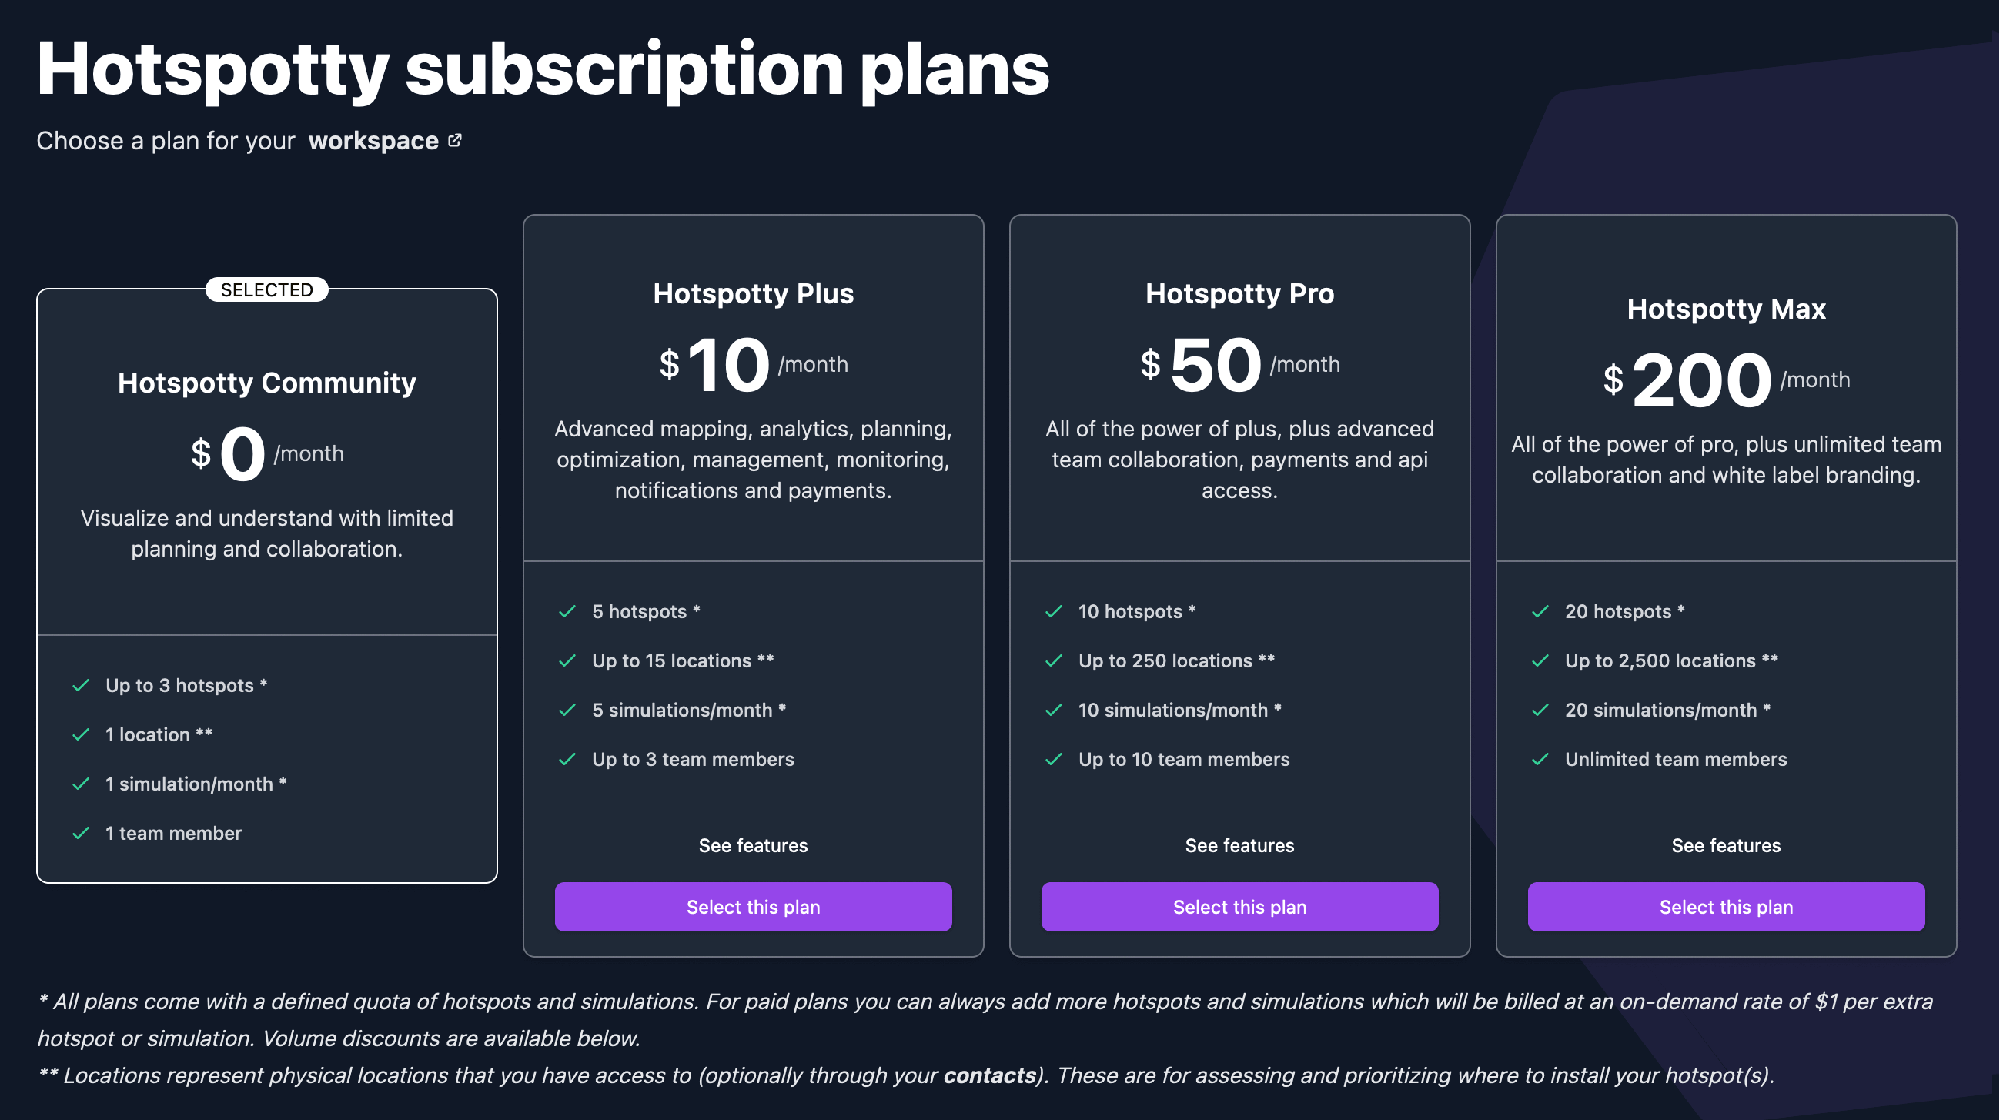 Hotspotty subscription plans
Choose a plan for your workspace
SELECTED
Hotspotty Community
$ 0 /month
Visualize and understand with limited
planning and collaboration.
Up to 3 hotspots *
1 location **
1 simulation/month *
1 team member
Hotspotty Plus
$ 10 /month
Advanced mapping, analytics, planning,
optimization, management, monitoring,
notifications and payments.
5 hotspots *
Up to 15 locations **
5 simulations/month *
Up to 3 team members
See features
Select this plan
Hotspotty Pro
$ 50 /month
All of the power of plus, plus advanced
team collaboration, payments and api
access.
10 hotspots *
Up to 250 locations **
10 simulations/month *
Up to 10 team members
See features
Select this plan
Hotspotty Max
$ 200 /month
All of the power of pro, plus unlimited team
collaboration and white label branding.
20 hotspots *
Up to 2,500 locations **
20 simulations/month *
Unlimited team members
See features
Select this plan
* All plans come with a defined quota of hotspots and simulations. For paid plans you can always add more hotspots and simulations which will be billed at an on-demand rate of $1 per extra
hotspot or simulation. Volume discounts are available below.
** Locations represent physical locations that you have access to (optionally through your contacts). These are for assessing and prioritizing where to install your hotspot(s).